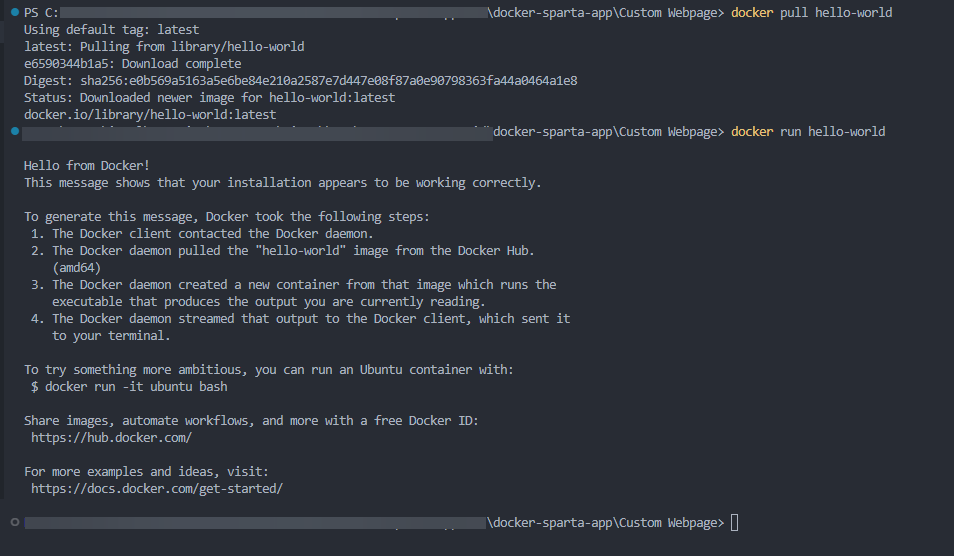 PS C:\docker-sparta-app\Custom Webpage> docker pull hello-world
Using default tag: latest
latest: Pulling from library/hello-world
e6590344b1a5: Download complete
Digest: sha256:e0b569a5163a5e6be84e210a2587e7d447e08f87a0e90798363fa44a0464a1e8
Status: Downloaded newer image for hello-world:latest
docker.io/library/hello-world:latest
\docker-sparta-app\Custom Webpage> docker run hello-world
Hello from Docker!
This message shows that your installation appears to be working correctly.
To generate this message, Docker took the following steps:
1. The Docker client contacted the Docker daemon.
2. The Docker daemon pulled the "hello-world" image from the Docker Hub.
(amd64)
3. The Docker daemon created a new container from that image which runs the
executable that produces the output you are currently reading.
4. The Docker daemon streamed that output to the Docker client, which sent it
to your terminal.
To try something more ambitious, you can run an Ubuntu container with:
$ docker run -it ubuntu bash
Share images, automate workflows, and more with a free Docker ID:
https://hub.docker.com/
For more examples and ideas, visit:
https://docs.docker.com/get-started/
\docker-sparta-app\Custom Webpage>